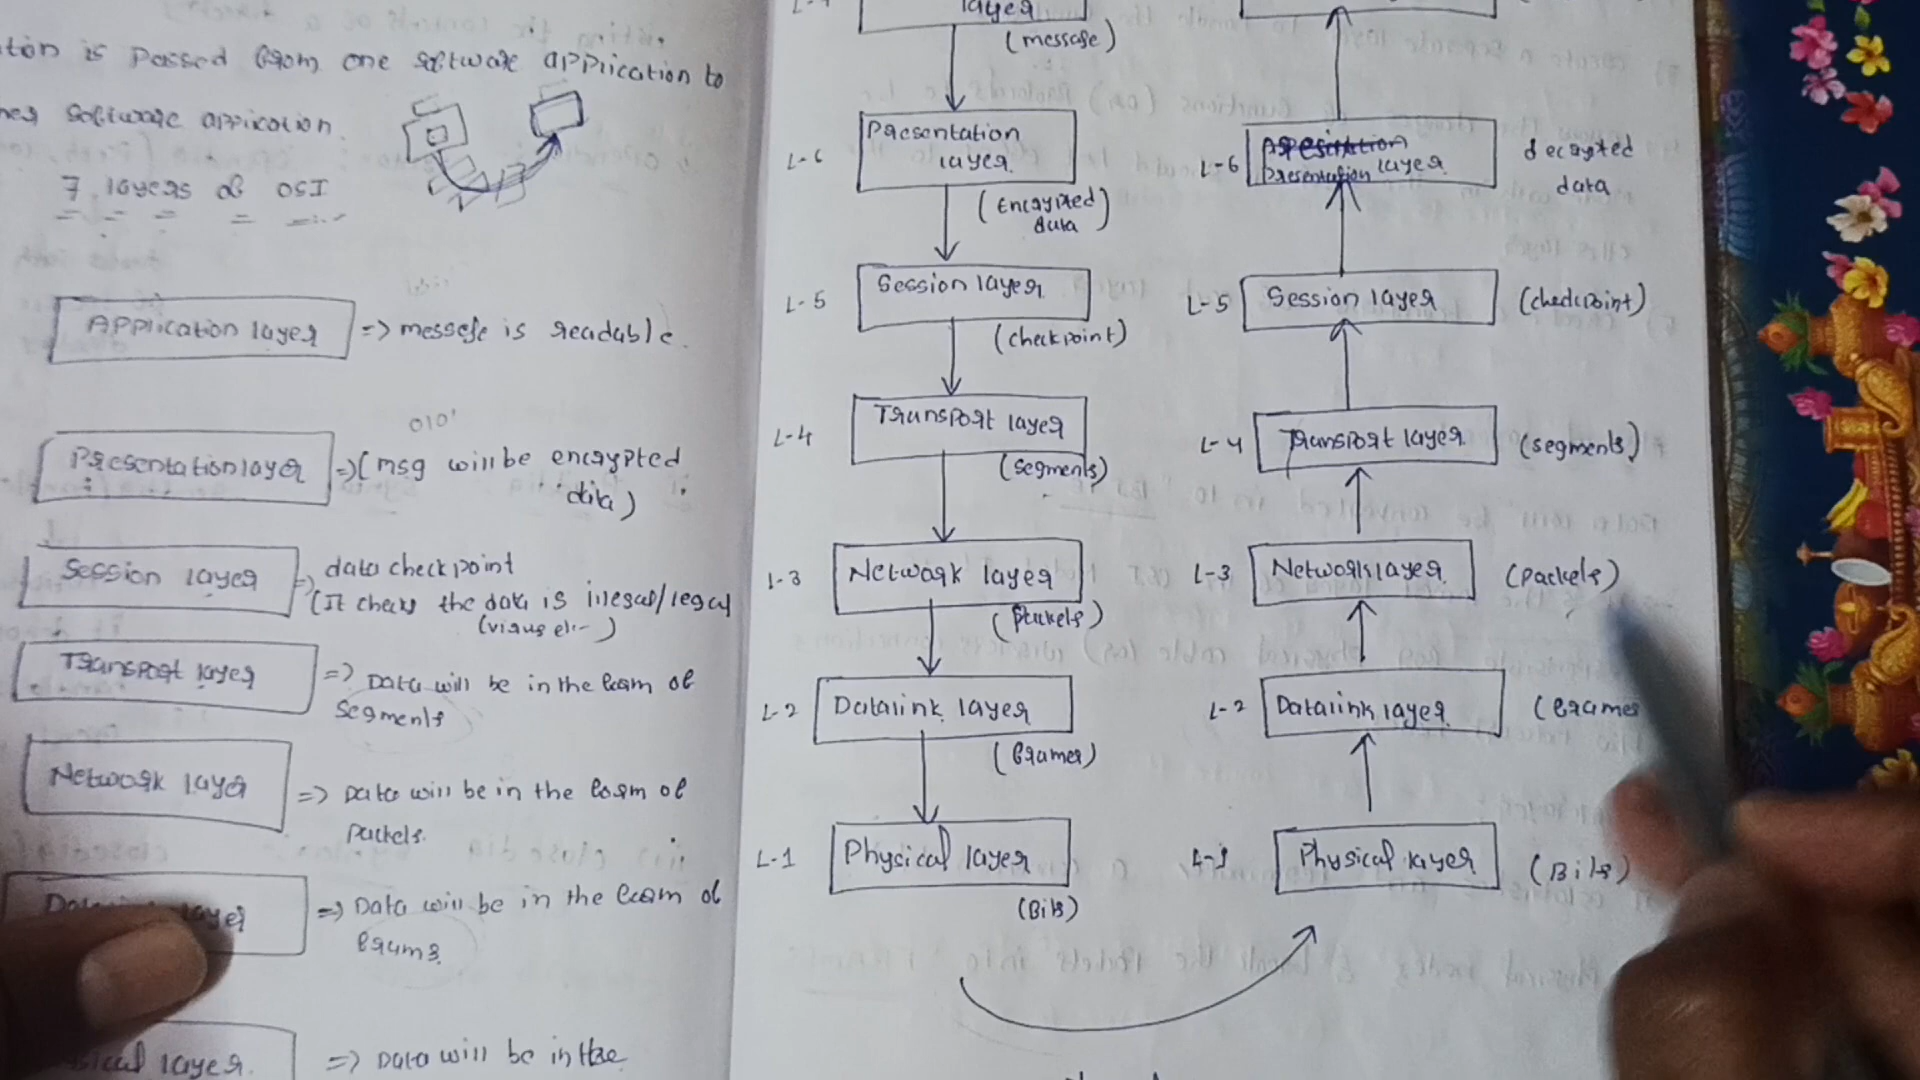 is passed from one software application to
software application.
7 layers of OSI
Application layer => message is readable.
010'
Presentation layer => (msg will be encrypted
data)
Session layer => data checkpoint
(It checks the data is illegal/legal
(virus etc-)
Transport layer => Data will be in the form of
segments
Network layer => Data will be in the form of
packets.
layer => Data will be in the form of
frams.
layer. => Data will be in the
layer
(message)
L-6 Presentation
layer.
(Encrypted
data)
L-5 Session layer.
(checkpoint)
L-4 Transport layer
(segments)
L-3 Network layer
(packets)
L-2 Datalink layer
(frames)
L-1 Physical layer
(Bits)
L-6 Presentation layer. decrypted
data
L-5 Session layer (checkpoint)
L-4 Transport layer. (segments)
L-3 Network layer. (packets)
L-2 Datalink layer. (frames
L-1 Physical layer (Bits)